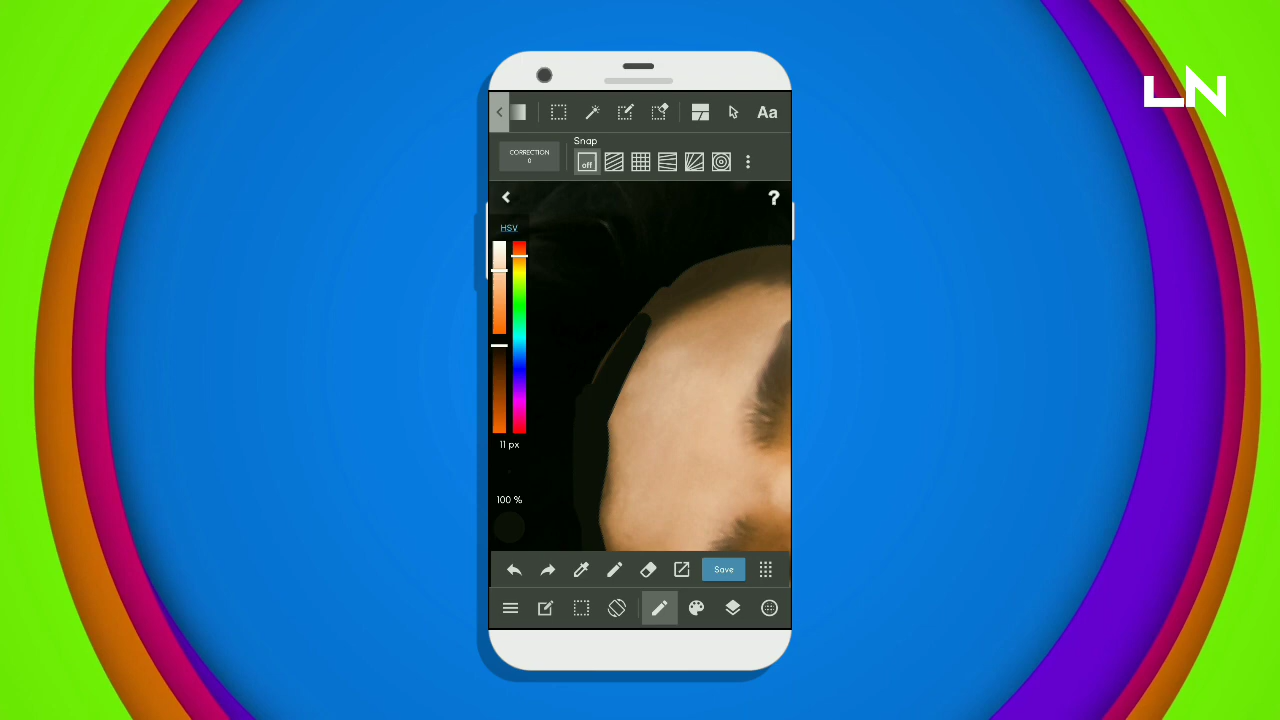 LN
Aa
Snap
CORRECTION
0
off
?
HSV
11 px
100 %
Save